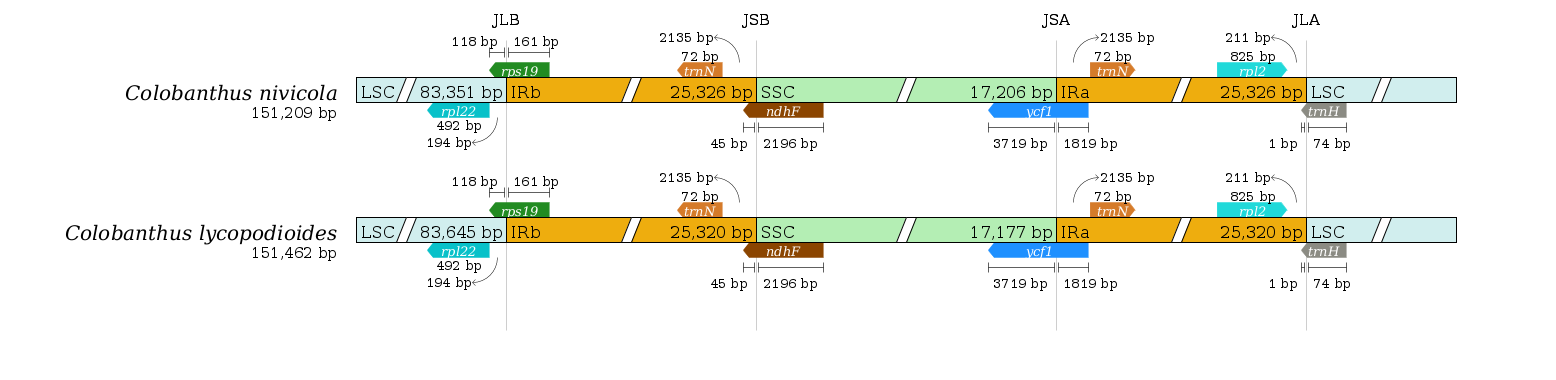 JLB JSB JSA JLA
118 bp 161 bp 2135 bp 2135 bp 211 bp
72 bp 72 bp 825 bp
rps19 trnN trnN rpl2
Colobanthus nivicola LSC 83,351 bp IRb 25,326 bp SSC 17,206 bp IRa 25,326 bp LSC
151,209 bp rpl22 ndhF ycf1 trnH
492 bp
194 bp 45 bp 2196 bp 3719 bp 1819 bp 1 bp 74 bp
118 bp 161 bp 2135 bp 2135 bp 211 bp
72 bp 72 bp 825 bp
rps19 trnN trnN rpl2
Colobanthus lycopodioides LSC 83,645 bp IRb 25,320 bp SSC 17,177 bp IRa 25,320 bp LSC
151,462 bp rpl22 ndhF ycf1 trnH
492 bp
194 bp 45 bp 2196 bp 3719 bp 1819 bp 1 bp 74 bp